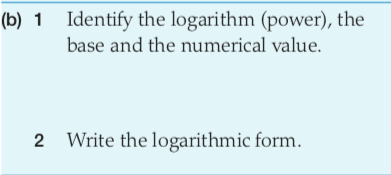 (b) 1 Identify the logarithm (power), the
base and the numerical value.
2 Write the logarithmic form.